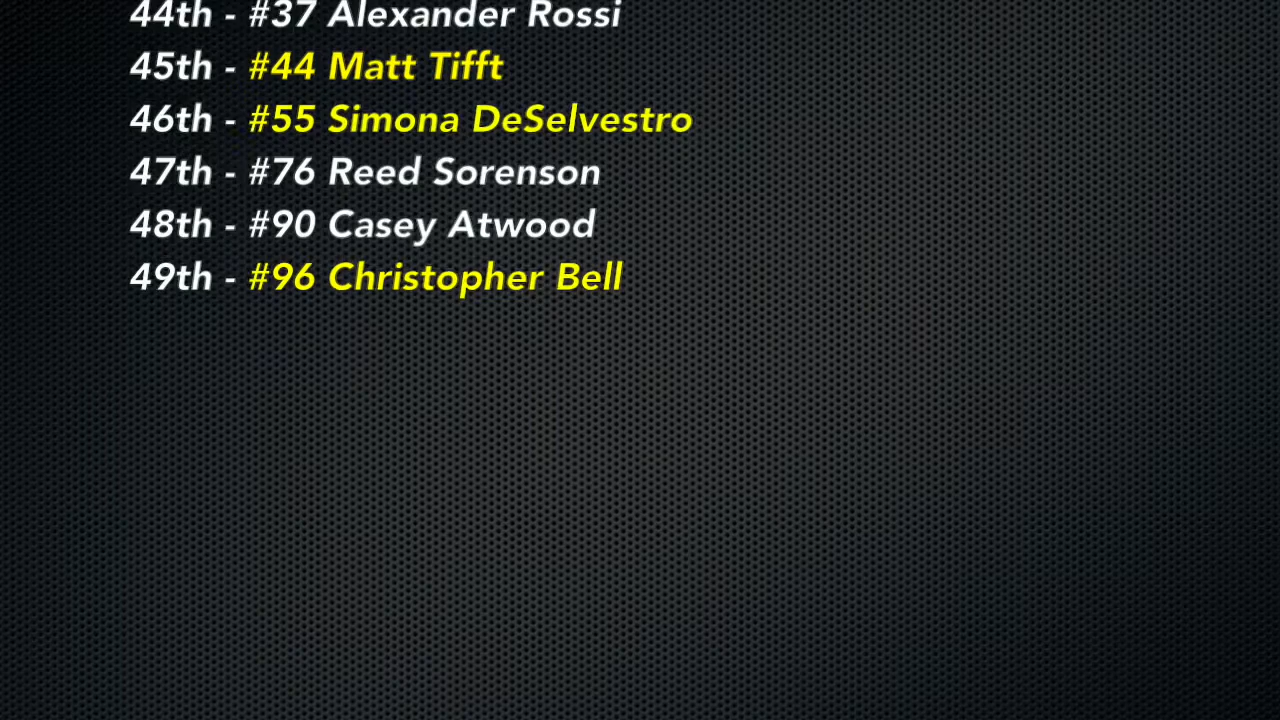 44th - #37 Alexander Rossi
45th - #44 Matt Tifft
46th - #55 Simona DeSelvestro
47th - #76 Reed Sorenson
48th - #90 Casey Atwood
49th - #96 Christopher Bell